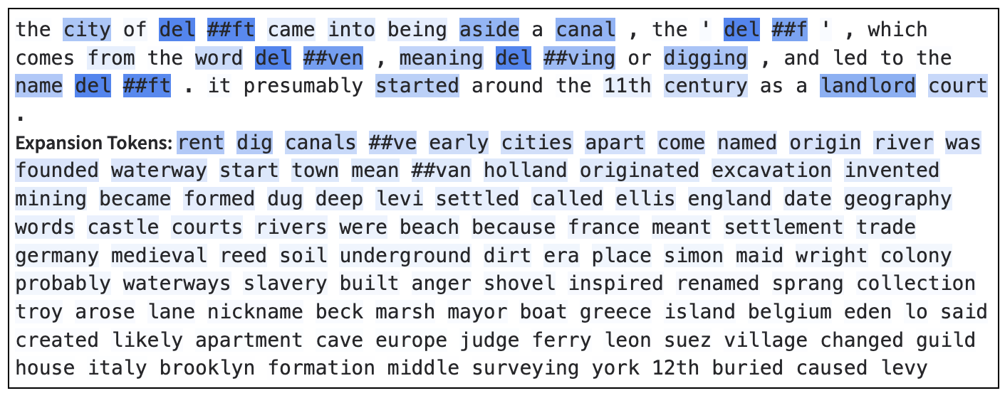 the city of del ##ft came into being aside a canal , the ' del ##f ' , which
comes from the word del ##ven , meaning del ##ving or digging , and led to the
name del ##ft . it presumably started around the 11th century as a landlord court
.
Expansion Tokens: rent dig canals ##ve early cities apart come named origin river was
founded waterway start town mean ##van holland originated excavation invented
mining became formed dug deep levi settled called ellis england date geography
words castle courts rivers were beach because france meant settlement trade
germany medieval reed soil underground dirt era place simon maid wright colony
probably waterways slavery built anger shovel inspired renamed sprang collection
troy arose lane nickname beck marsh mayor boat greece island belgium eden lo said
created likely apartment cave europe judge ferry leon suez village changed guild
house italy brooklyn formation middle surveying york 12th buried caused levy